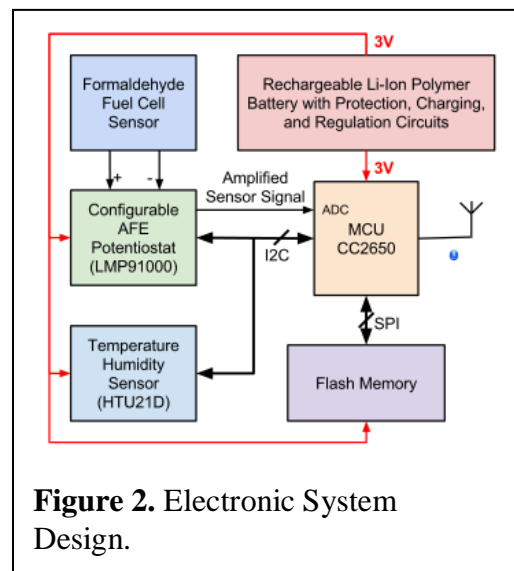 3V
Formaldehyde
Fuel Cell
Sensor
Rechargeable Li-Ion Polymer
Battery with Protection, Charging,
and Regulation Circuits
+
-
3V
Amplified
Sensor Signal
Configurable
AFE
Potentiostat
(LMP91000)
ADC
MCU
CC2650
I2C
SPI
Temperature
Humidity
Sensor
(HTU21D)
Flash Memory
Figure 2. Electronic System
Design.